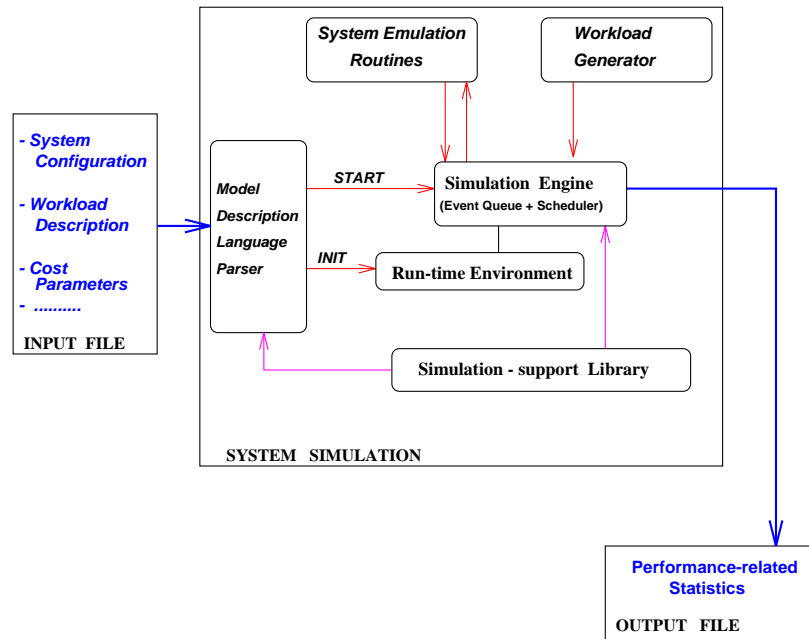 System Emulation
Routines
Workload
Generator
- System
Configuration
- Workload
Description
- Cost
Parameters
- ..........
INPUT FILE
Model
Description
Language
Parser
START
INIT
Simulation Engine
(Event Queue + Scheduler)
Run-time Environment
Simulation - support Library
SYSTEM SIMULATION
Performance-related
Statistics
OUTPUT FILE